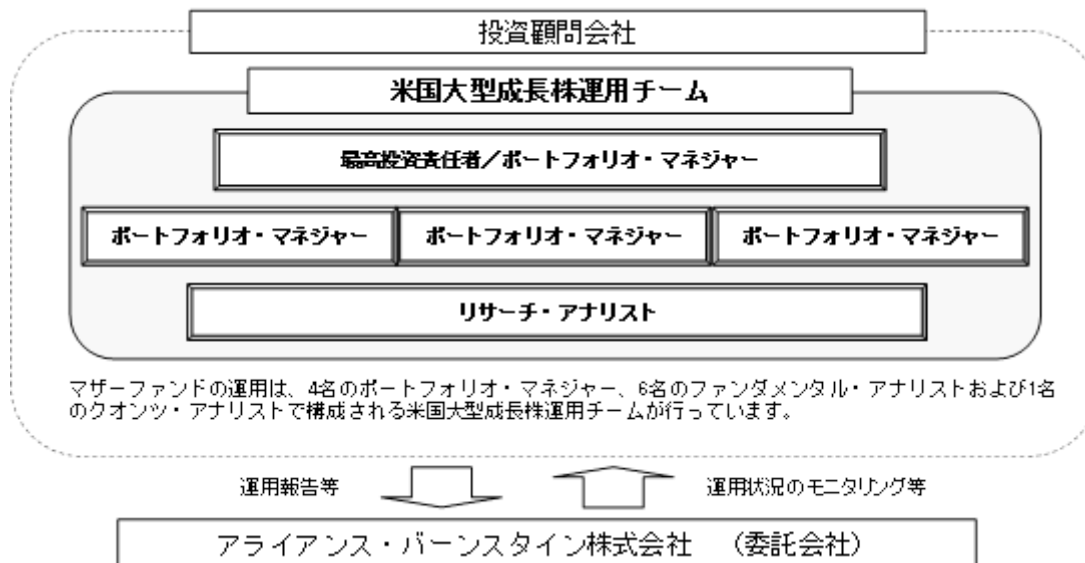 投資顧問会社
米国大型成長株運用チーム
最高投資責任者／ポートフォリオ・マネジャー
ポートフォリオ・マネジャー ポートフォリオ・マネジャー ポートフォリオ・マネジャー
リサーチ・アナリスト
マザーファンドの運用は、4名のポートフォリオ・マネジャー、6名のファンダメンタル・アナリストおよび1名
のクオンツ・アナリストで構成される米国大型成長株運用チームが行っています。
運用報告等 運用状況のモニタリング等
アライアンス・バーンスタイン株式会社 （委託会社）